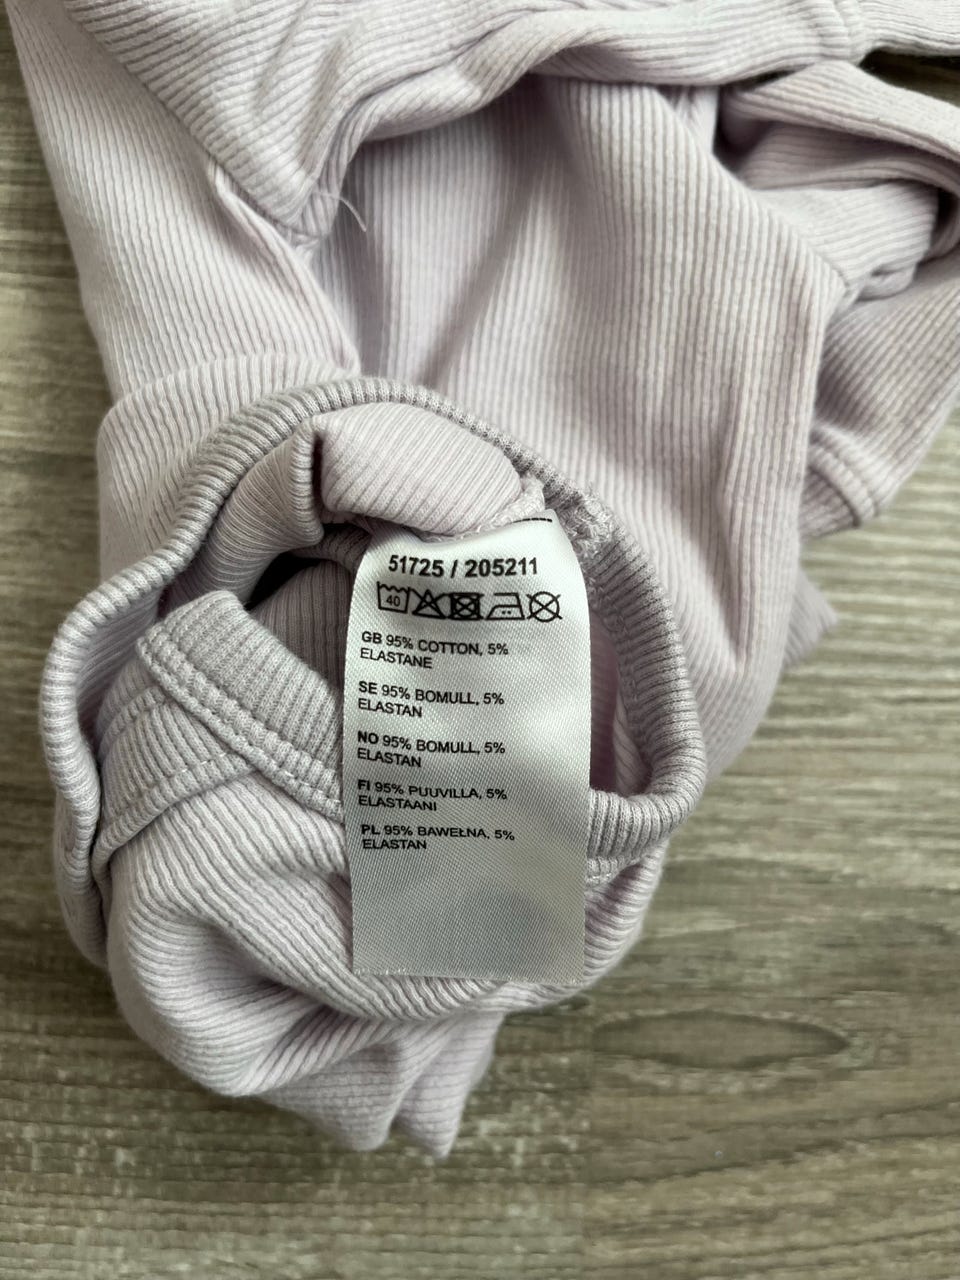 51725 / 205211
40
GB 95% COTTON, 5%
ELASTANE
SE 95% BOMULL, 5%
ELASTAN
NO 95% BOMULL, 5%
ELASTAN
FI 95% PUUVILLA, 5%
ELASTAANI
PL 95% BAWEŁNA, 5%
ELASTAN